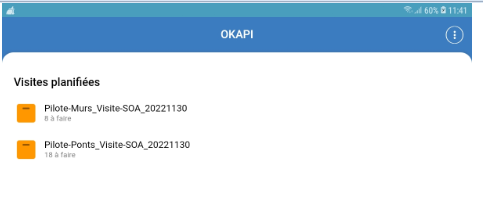 60% 11:41
OKAPI
Visites planifiées
Pilote-Murs_Visite-SOA_20221130
8 à faire
Pilote-Ponts_Visite-SOA_20221130
18 à faire